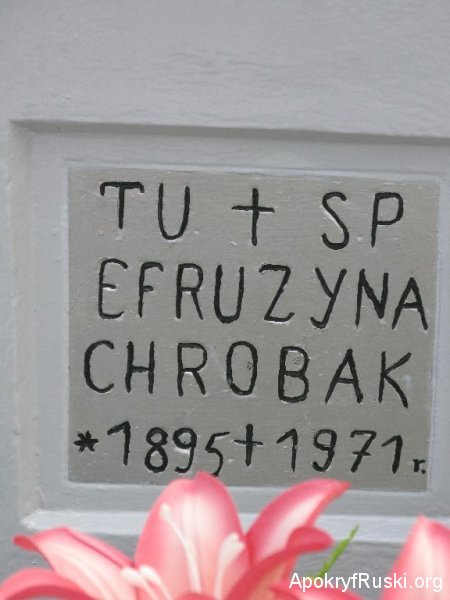 TU + SP
EFRUZYNA
CHROBAK
*1895+1971r.
ApokryfRuski.org